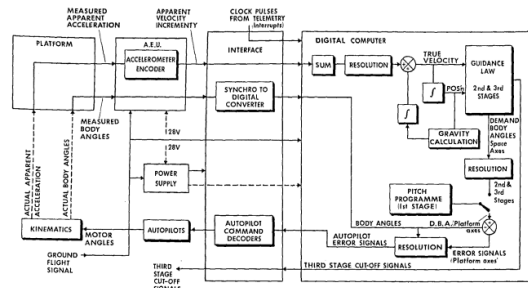 MEASURED
APPARENT
ACCELERATION
APPARENT
VELOCITY
INCREMENTS
CLOCK PULSES
FROM TELEMETRY
(Interrupts)
PLATFORM
A.E.U.
INTERFACE
DIGITAL COMPUTER
ACCELEROMETER
ENCODER
SUM
RESOLUTION
TRUE
VELOCITY
GUIDANCE
LAW
2nd & 3rd
STAGES
SYNCHRO TO
DIGITAL
CONVERTER
∫
POSN
∫
GRAVITY
CALCULATION
MEASURED
BODY
ANGLES
28V
28V
DEMAND
BODY
ANGLES
Space
Axes
ACTUAL APPARENT
ACCELERATION
ACTUAL BODY ANGLES
POWER
SUPPLY
RESOLUTION
2nd &
3rd
Stages
PITCH
PROGRAMME
(1st STAGE)
KINEMATICS
MOTOR
ANGLES
AUTOPILOTS
AUTOPILOT
COMMAND
DECODERS
BODY ANGLES
D.B.A./Platform
axes
AUTOPILOT
ERROR SIGNALS
RESOLUTION
ERROR SIGNALS
(Platform axes)
GROUND
FLIGHT
SIGNAL
THIRD
STAGE
CUT-OFF
SIGNALS
THIRD STAGE CUT-OFF SIGNALS